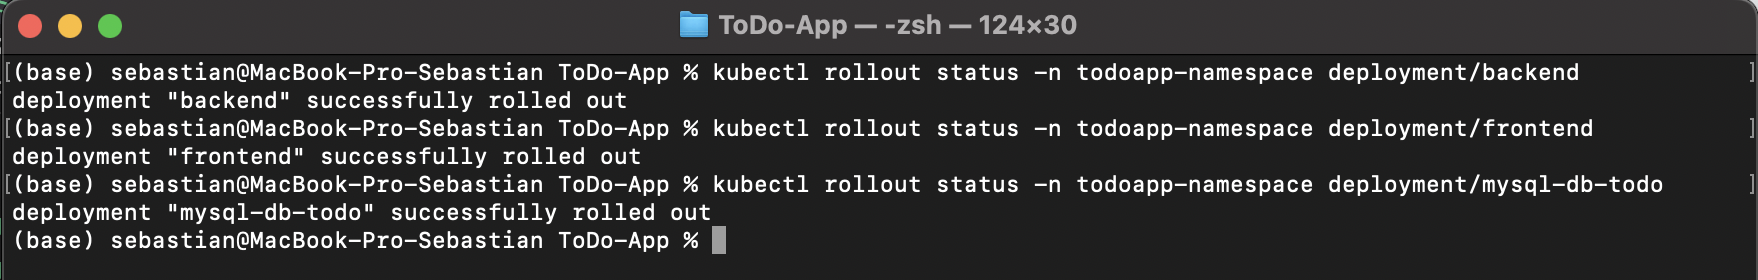 ToDo-App — -zsh — 124×30
[(base) sebastian@MacBook-Pro-Sebastian ToDo-App % kubectl rollout status -n todoapp-namespace deployment/backend ]
deployment "backend" successfully rolled out
[(base) sebastian@MacBook-Pro-Sebastian ToDo-App % kubectl rollout status -n todoapp-namespace deployment/frontend ]
deployment "frontend" successfully rolled out
[(base) sebastian@MacBook-Pro-Sebastian ToDo-App % kubectl rollout status -n todoapp-namespace deployment/mysql-db-todo ]
deployment "mysql-db-todo" successfully rolled out
(base) sebastian@MacBook-Pro-Sebastian ToDo-App %